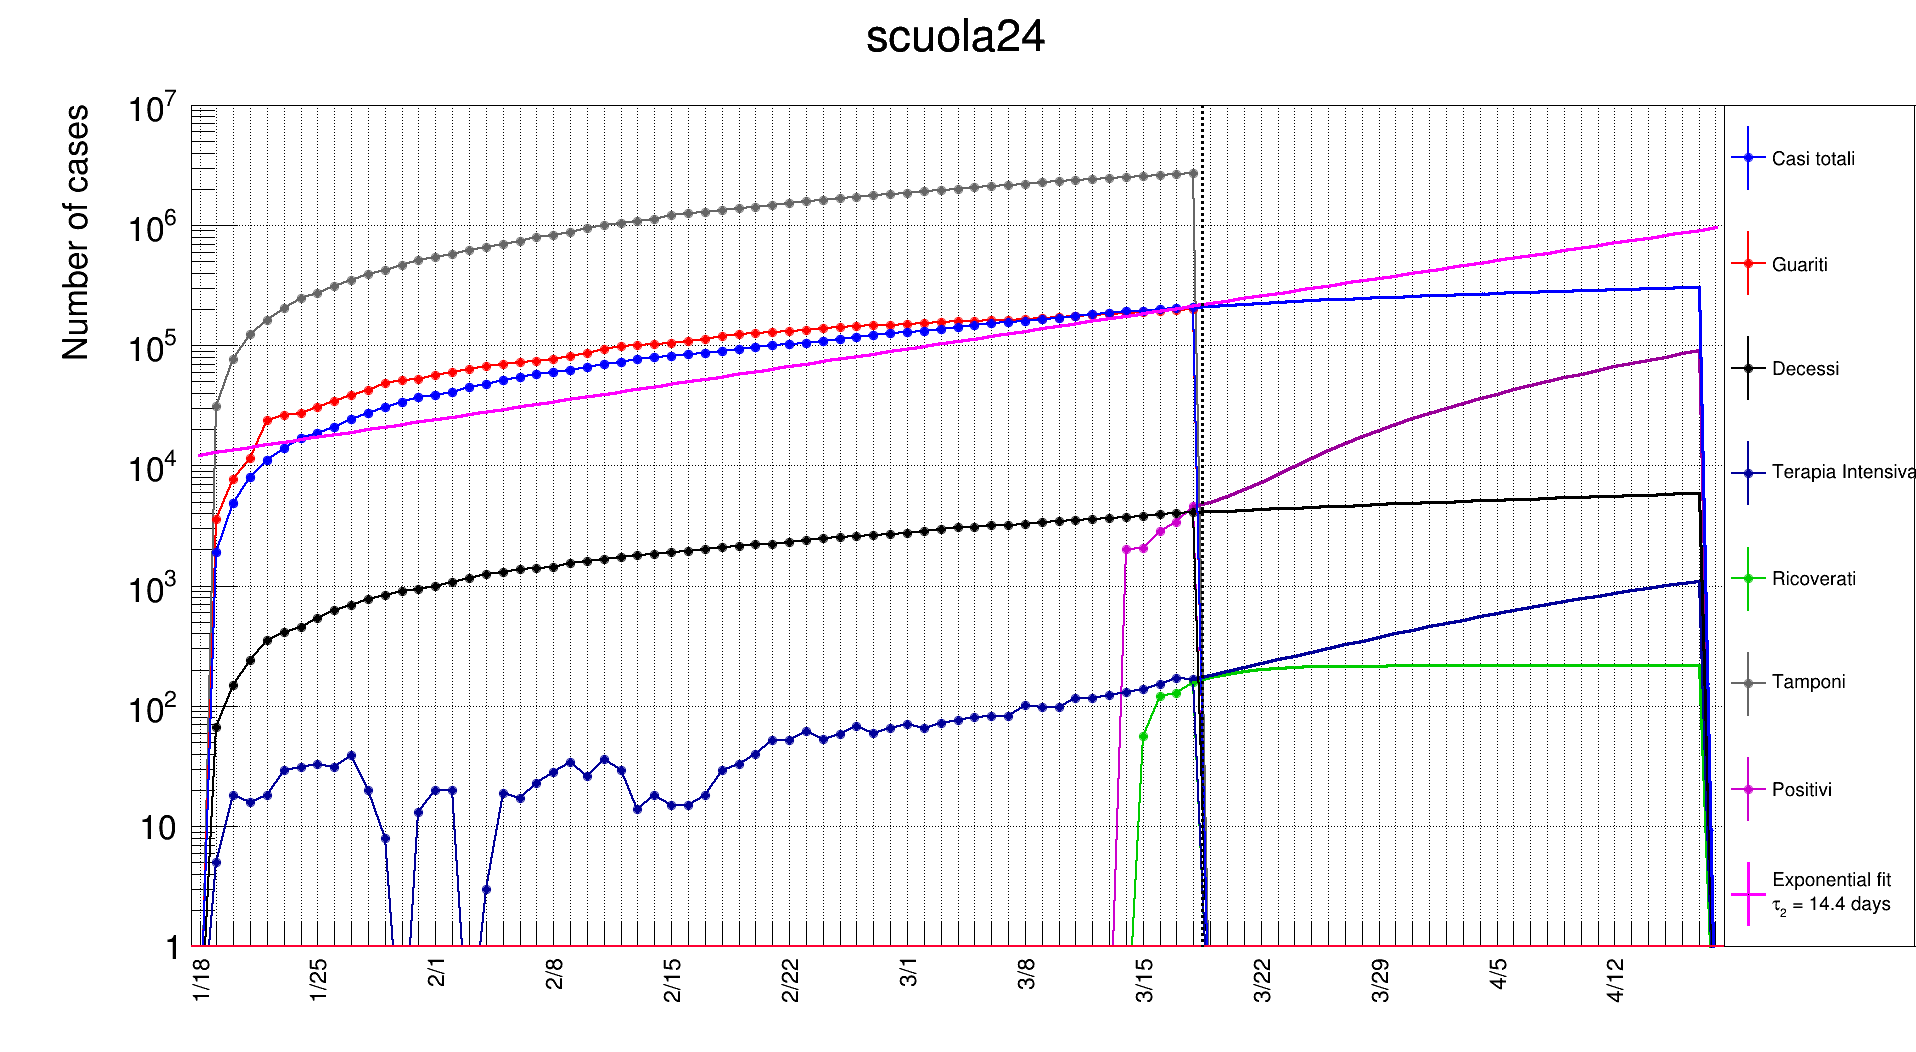 scuola24
Number of cases
10^7
10^6
10^5
10^4
10^3
10^2
10
1
1/18
1/25
2/1
2/8
2/15
2/22
3/1
3/8
3/15
3/22
3/29
4/5
4/12
Casi totali
Guariti
Decessi
Terapia Intensiva
Ricoverati
Tamponi
Positivi
Exponential fit
τ_2 = 14.4 days